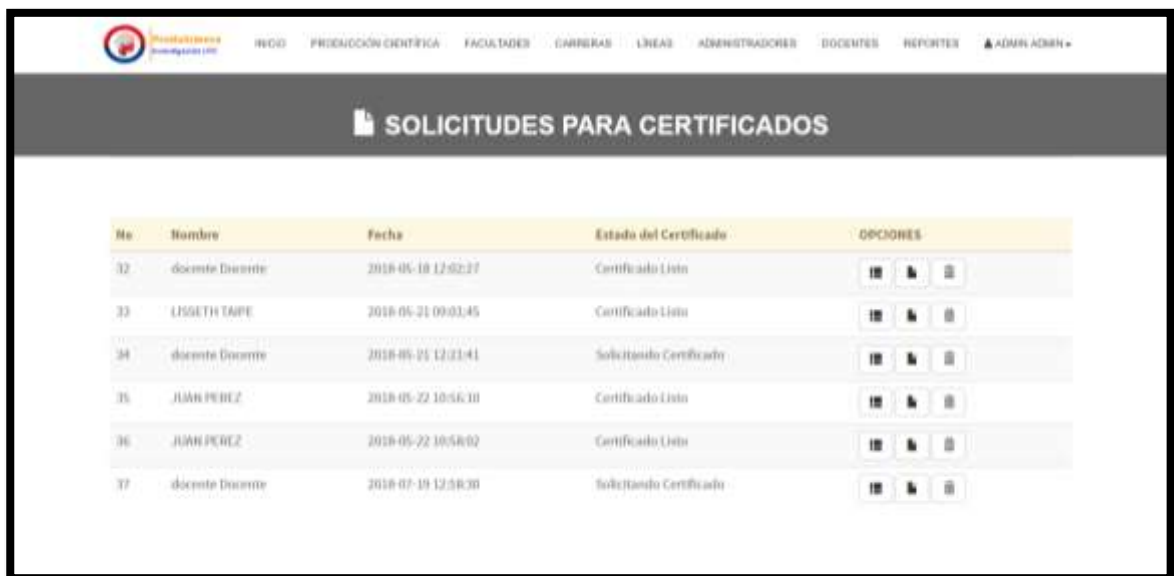 INICIO PRODUCCIÓN CIENTÍFICA FACULTADES CARRERAS LÍNEAS ADMINISTRADORES DOCENTES REPORTES ADMIN ADMIN
SOLICITUDES PARA CERTIFICADOS
No Nombre Fecha Estado del Certificado OPCIONES
32 docente Docente 2018-05-18 12:02:27 Certificado Listo
33 LISSETH TAIPE 2018-05-21 09:03:45 Certificado Listo
34 docente Docente 2018-05-21 12:21:41 Solicitando Certificado
35 JUAN PEREZ 2018-05-22 10:56:10 Certificado Listo
36 JUAN PEREZ 2018-05-22 10:58:02 Certificado Listo
37 docente Docente 2018-07-19 12:58:30 Solicitando Certificado